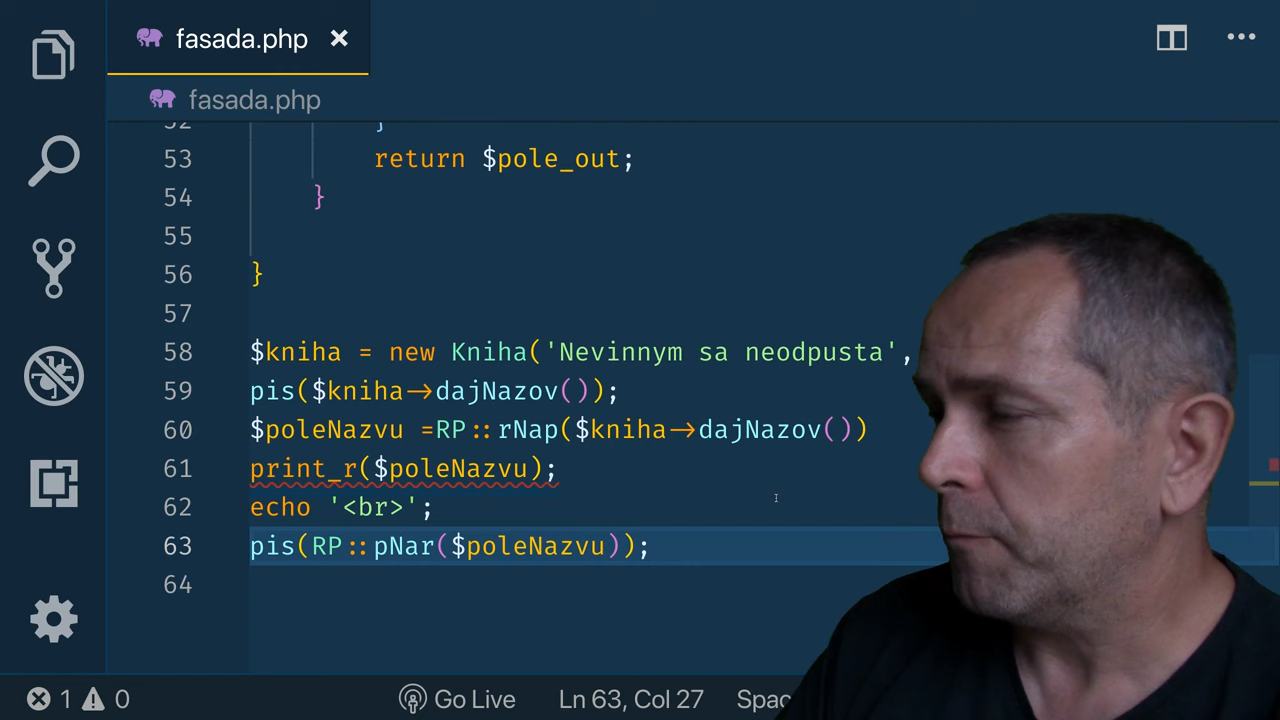 fasada.php
fasada.php
52 }
53 return $pole_out;
54 }
55
56 }
57
58 $kniha = new Kniha('Nevinnym sa neodpusta',
59 pis($kniha->dajNazov());
60 $poleNazvu =RP::rNap($kniha->dajNazov())
61 print_r($poleNazvu);
62 echo '<br>';
63 pis(RP::pNar($poleNazvu));
64
1 0 Go Live Ln 63, Col 27